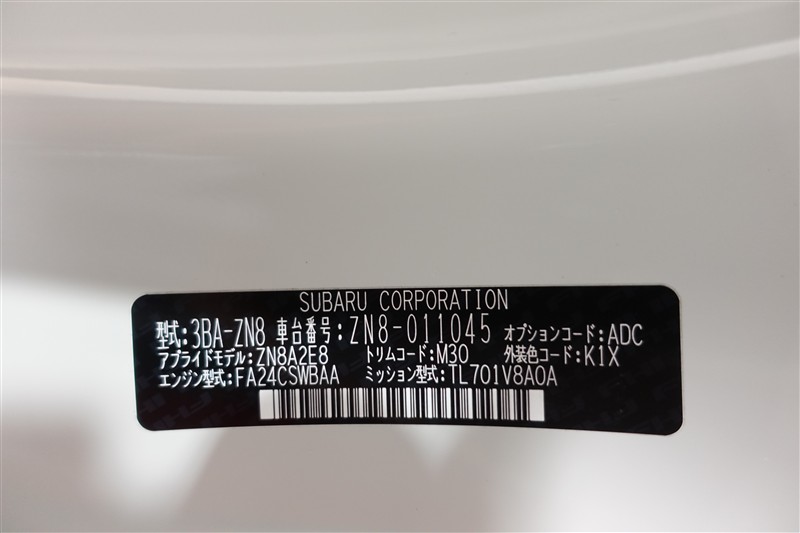 SUBARU CORPORATION
型式:3BA-ZN8 車台番号:ZN8-011045 オプションコード:ADC
アプライドモデル:ZN8A2E8 トリムコード:M30 外装色コード:K1X
エンジン型式:FA24CSWBAA ミッション型式:TL701V8A0A